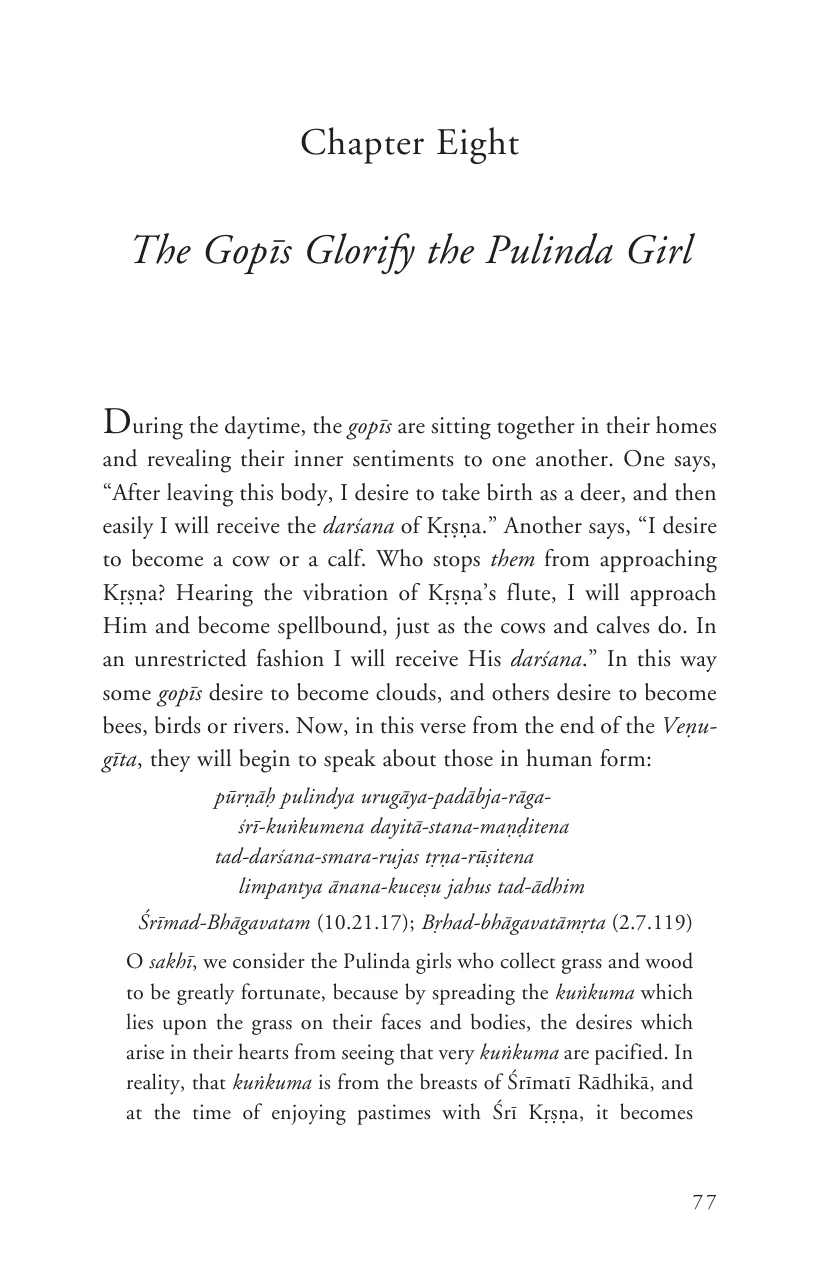 Chapter Eight
The Gopīs Glorify the Pulinda Girl
During the daytime, the gopīs are sitting together in their homes
and revealing their inner sentiments to one another. One says,
“After leaving this body, I desire to take birth as a deer, and then
easily I will receive the darśana of Kṛṣṇa.” Another says, “I desire
to become a cow or a calf. Who stops them from approaching
Kṛṣṇa? Hearing the vibration of Kṛṣṇa’s flute, I will approach
Him and become spellbound, just as the cows and calves do. In
an unrestricted fashion I will receive His darśana.” In this way
some gopīs desire to become clouds, and others desire to become
bees, birds or rivers. Now, in this verse from the end of the Veṇu-
gīta, they will begin to speak about those in human form:
pūrṇāḥ pulindya urugāya-padābja-rāga-
śrī-kuṅkumena dayitā-stana-maṇḍitena
tad-darśana-smara-rujas tṛṇa-rūṣitena
limpantya ānana-kuceṣu jahus tad-ādhim
Śrīmad-Bhāgavatam (10.21.17); Bṛhad-bhāgavatāmṛta (2.7.119)
O sakhī, we consider the Pulinda girls who collect grass and wood
to be greatly fortunate, because by spreading the kuṅkuma which
lies upon the grass on their faces and bodies, the desires which
arise in their hearts from seeing that very kuṅkuma are pacified. In
reality, that kuṅkuma is from the breasts of Śrīmatī Rādhikā, and
at the time of enjoying pastimes with Śrī Kṛṣṇa, it becomes
77